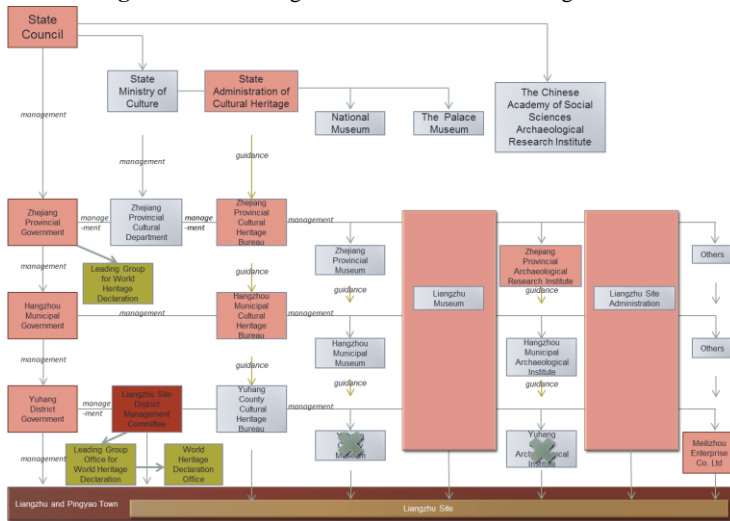 State
Council
State
Ministry of
Culture
State
Administration of
Cultural Heritage
National
Museum
The Palace
Museum
The Chinese
Academy of Social
Sciences
Archaeological
Research Institute
management
management
guidance
Zhejiang
Provincial
Government
manage
-ment
Zhejiang
Provincial
Cultural
Department
manage
-ment
Zhejiang
Provincial
Cultural
Heritage
Bureau
management
Zhejiang
Provincial
Museum
Liangzhu
Museum
Zhejiang
Provincial
Archaeological
Research Institute
Liangzhu Site
Administration
Others
Leading Group
for World
Heritage
Declaration
management
guidance
guidance
guidance
Hangzhou
Municipal
Government
management
Hangzhou
Municipal
Cultural
Heritage
Bureau
management
Hangzhou
Municipal
Museum
Hangzhou
Municipal
Archaeological
Institute
Others
management
guidance
guidance
guidance
Yuhang
District
Government
manage
-ment
Liangzhu Site
District
Management
Committee
Yuhang
County
Cultural
Heritage
Bureau
management
Museum
Yuhang
Institute
Meilizhou
Enterprise
Co. Ltd
management
Leading Group
Office for
World Heritage
Declaration
World
Heritage
Declaration
Office
Liangzhu and Pingyao Town
Liangzhu Site